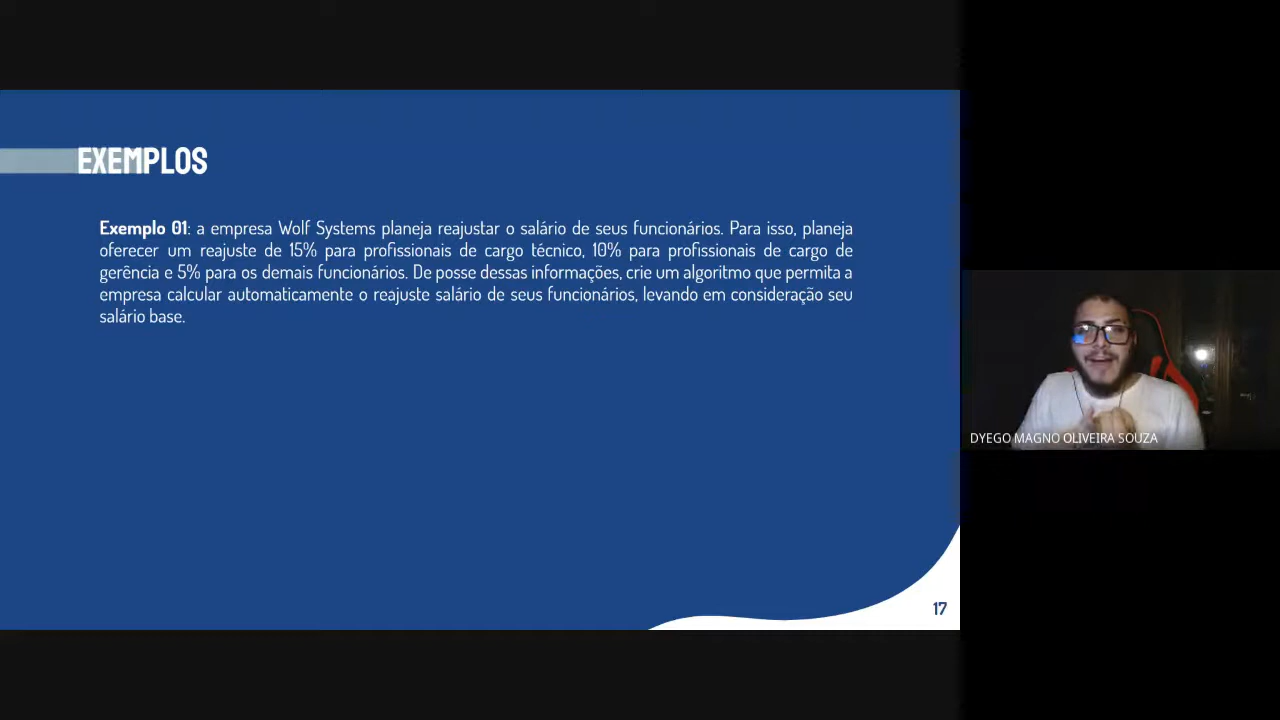 EXEMPLOS
Exemplo 01: a empresa Wolf Systems planeja reajustar o salário de seus funcionários. Para isso, planeja
oferecer um reajuste de 15% para profissionais de cargo técnico, 10% para profissionais de cargo de
gerência e 5% para os demais funcionários. De posse dessas informações, crie um algoritmo que permita a
empresa calcular automaticamente o reajuste salário de seus funcionários, levando em consideração seu
salário base.
DYEGO MAGNO OLIVEIRA SOUZA
17